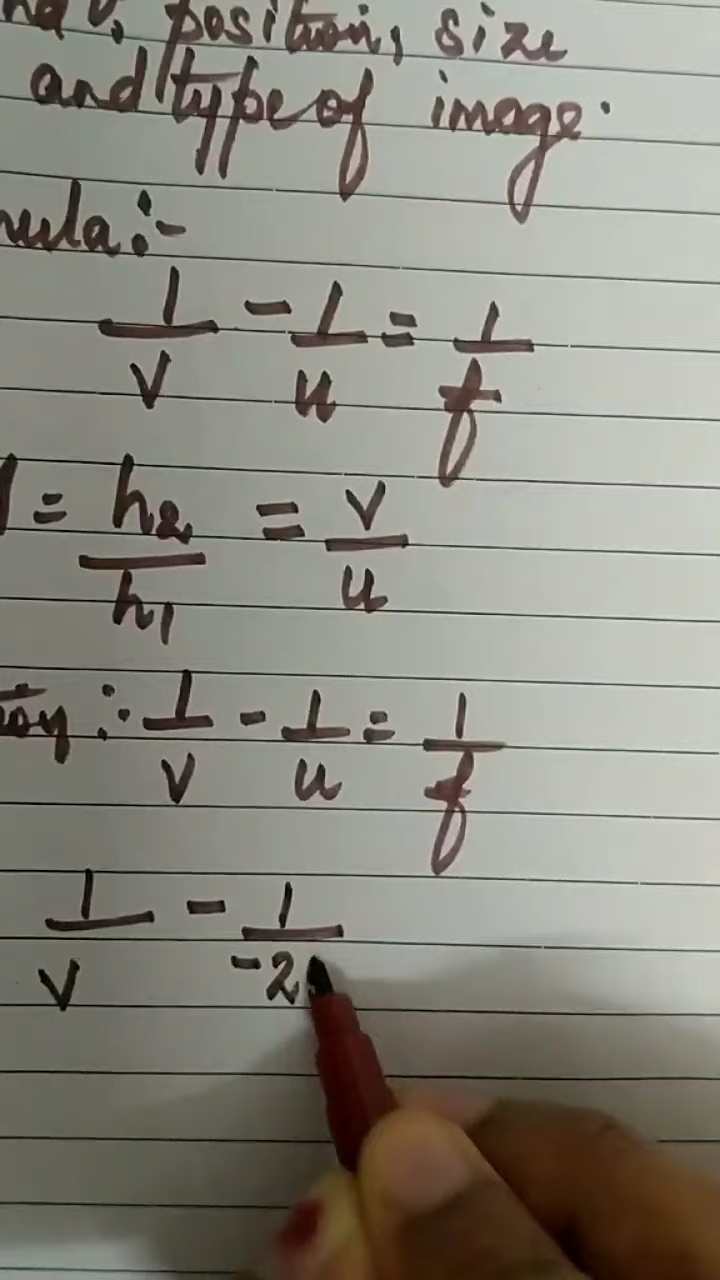 position, size
and type of image.
:-
1/v - 1/u = 1/f
= h2/h1 = v/u
∴ 1/v - 1/u = 1/f
1/v - 1/-2